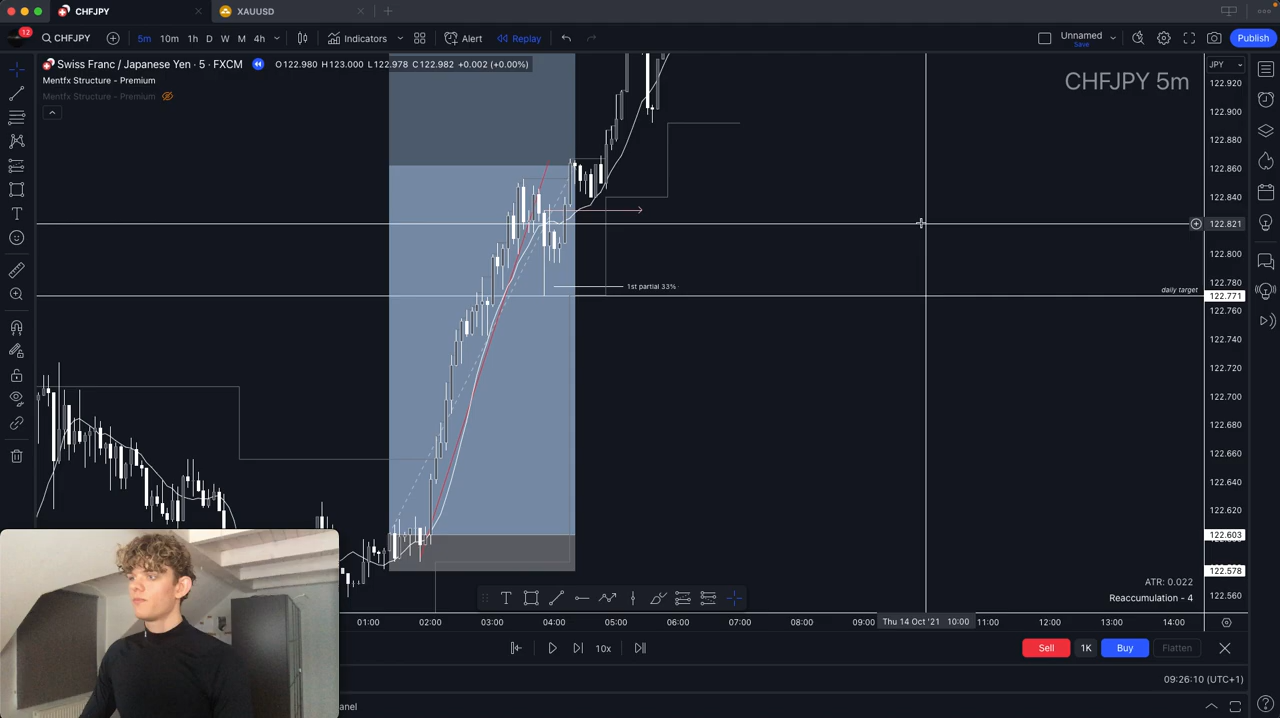 CHFJPY
XAUUSD
12
CHFJPY
5m 10m 1h D W M 4h
Indicators
Alert
Replay
Unnamed
Save
Publish
Swiss Franc / Japanese Yen · 5 · FXCM
O122.980 H123.000 L122.978 C122.982 +0.002 (+0.00%)
Mentfx Structure - Premium
Mentfx Structure - Premium
CHFJPY 5m
JPY
122.920
122.900
122.880
122.860
122.840
122.821
122.800
122.780
1st partial 33%
daily target
122.771
122.760
122.740
122.720
122.700
122.680
122.660
122.640
122.620
122.603
122.578
122.560
ATR: 0.022
Reaccumulation - 4
01:00 02:00 03:00 04:00 05:00 06:00 07:00 08:00 09:00 Thu 14 Oct '21 10:00 11:00 12:00 13:00 14:00
10x
Sell 1K Buy Flatten
09:26:10 (UTC+1)
anel